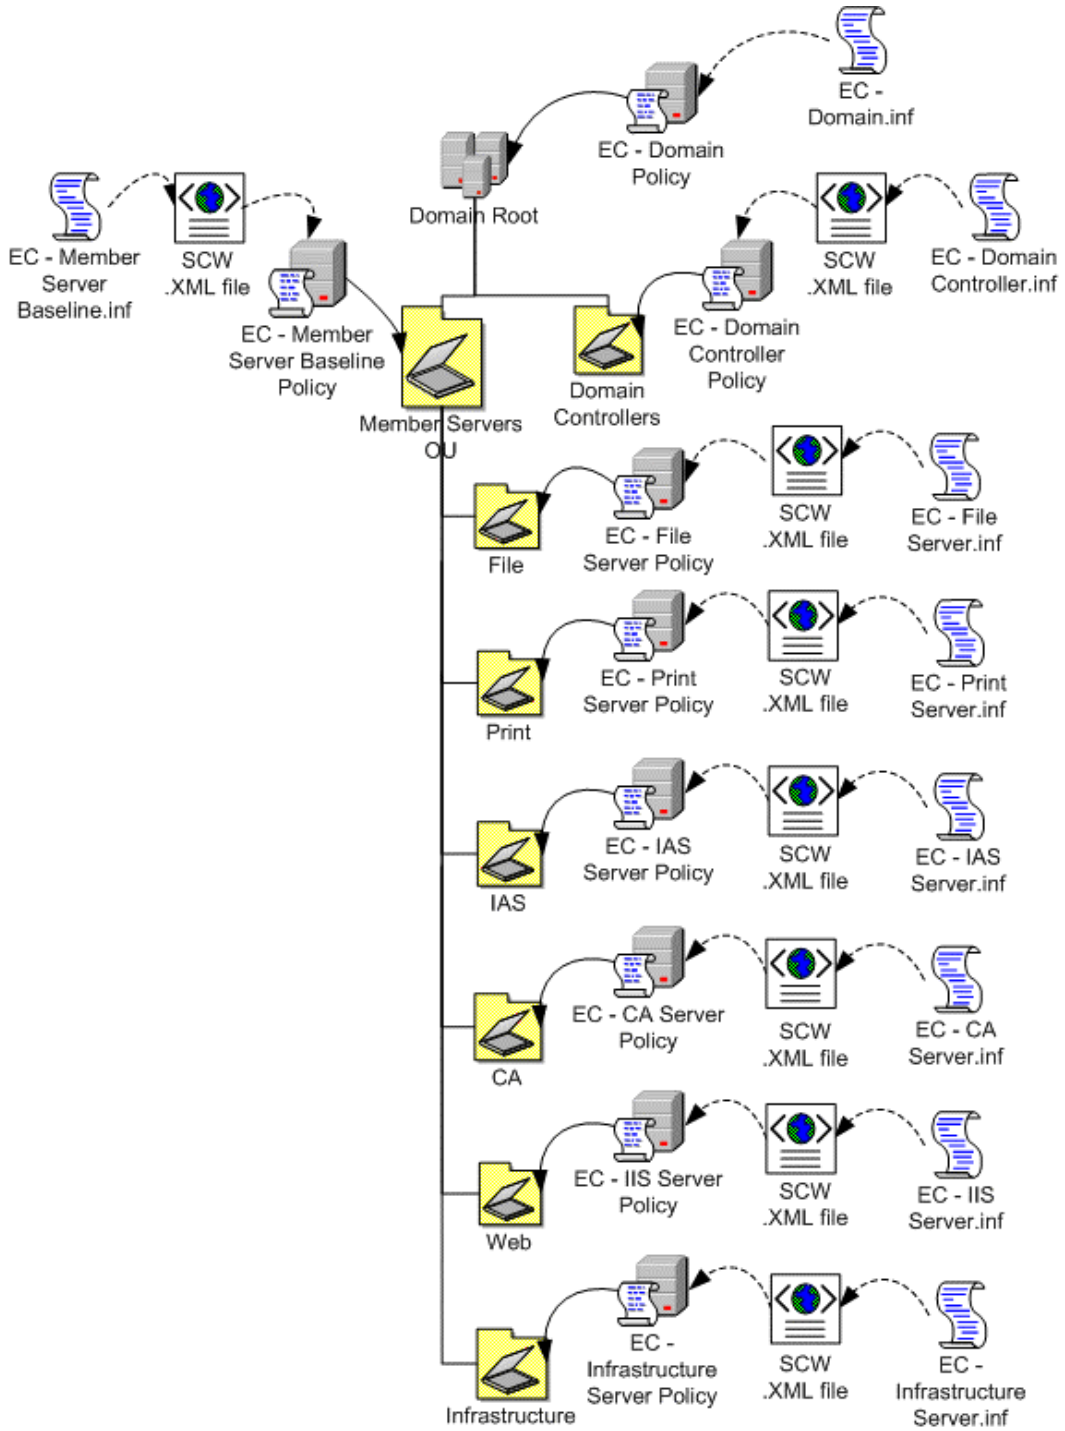 EC -
Domain.inf
EC - Domain
Policy
Domain Root
EC - Member
Server
Baseline.inf
SCW
.XML file
EC - Member
Server Baseline
Policy
SCW
.XML file
EC - Domain
Controller.inf
EC - Domain
Controller
Policy
Member Servers
OU
Domain
Controllers
File
EC - File
Server Policy
SCW
.XML file
EC - File
Server.inf
Print
EC - Print
Server Policy
SCW
.XML file
EC - Print
Server.inf
IAS
EC - IAS
Server Policy
SCW
.XML file
EC - IAS
Server.inf
CA
EC - CA Server
Policy
SCW
.XML file
EC - CA
Server.inf
Web
EC - IIS Server
Policy
SCW
.XML file
EC - IIS
Server.inf
Infrastructure
EC -
Infrastructure
Server Policy
SCW
.XML file
EC -
Infrastructure
Server.inf